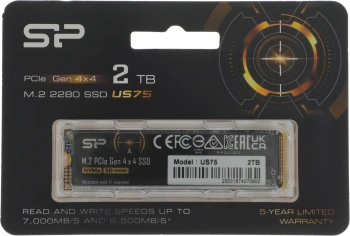 SP
PCIe Gen 4x4 2 TB
M.2 2280 SSD US75
SP
M.2 PCIe Gen 4x4 SSD
Model : US75 2TB
READ AND WRITE SPEEDS UP TO
7,000MB/S AND 6,500MB/S*
5-YEAR LIMITED
WARRANTY